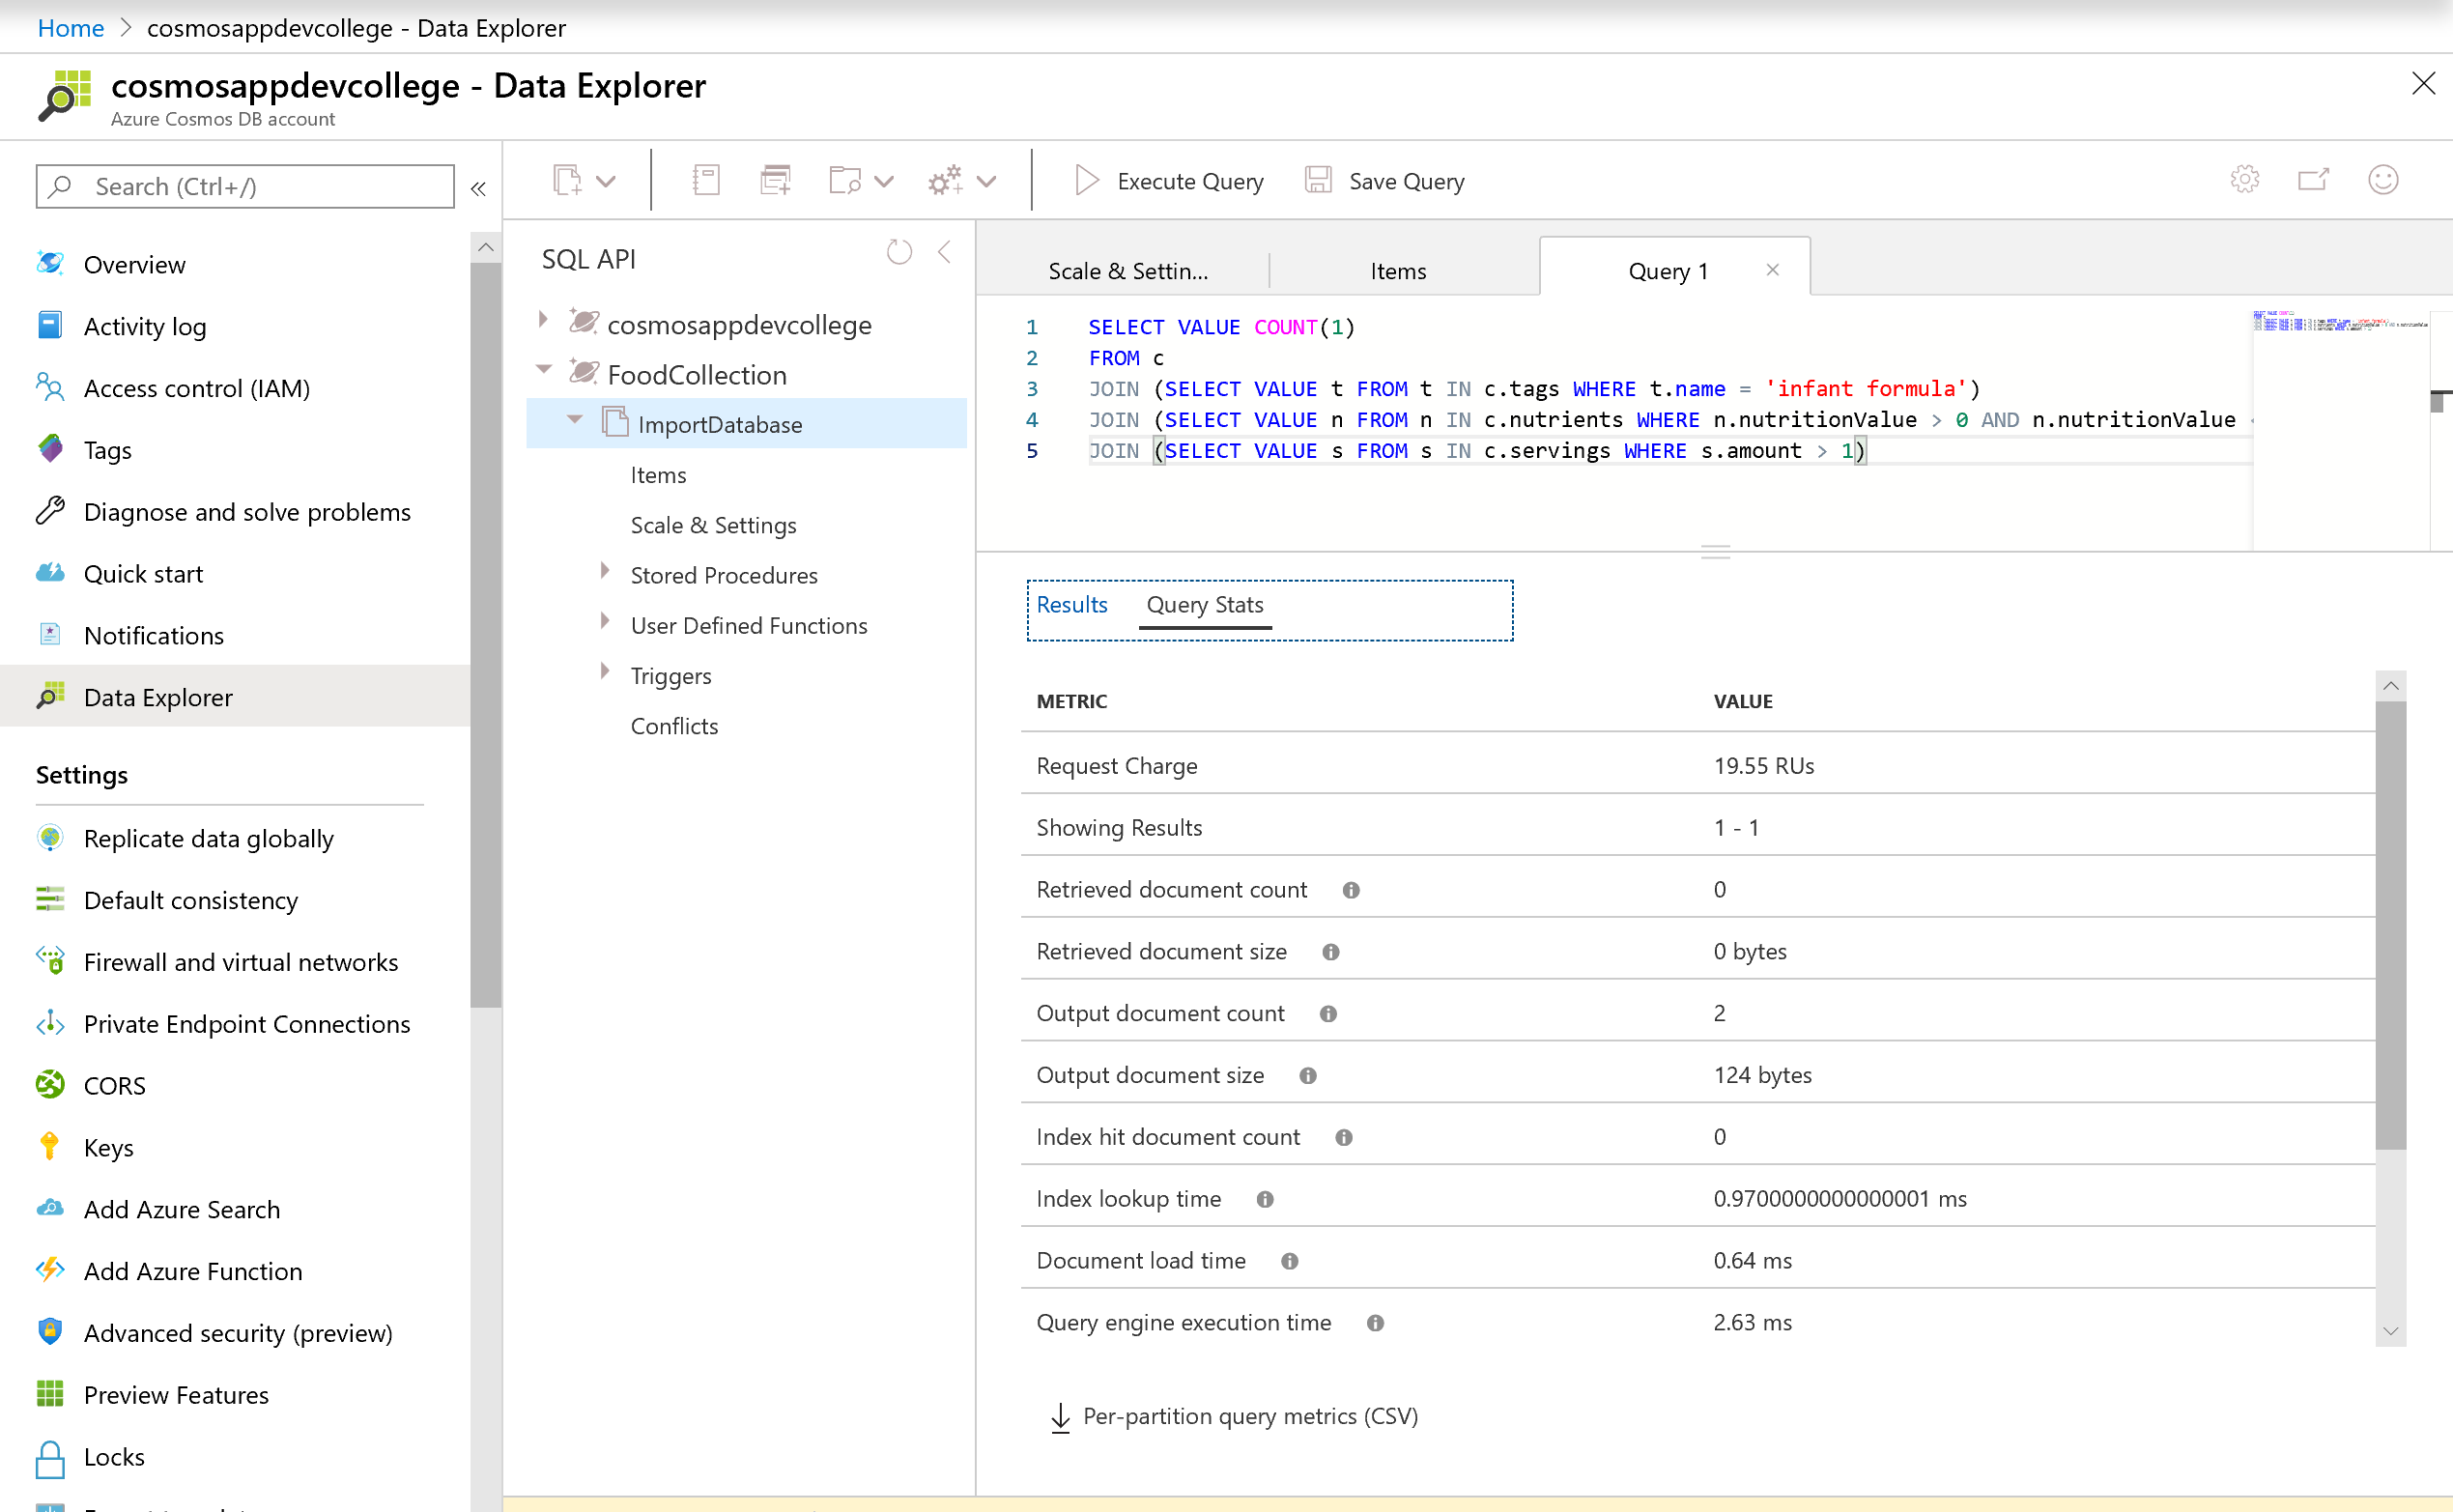 Home > cosmosappdevcollege - Data Explorer
cosmosappdevcollege - Data Explorer
Azure Cosmos DB account
Search (Ctrl+/)
«
Overview
Activity log
Access control (IAM)
Tags
Diagnose and solve problems
Quick start
Notifications
Data Explorer
Settings
Replicate data globally
Default consistency
Firewall and virtual networks
Private Endpoint Connections
CORS
Keys
Add Azure Search
Add Azure Function
Advanced security (preview)
Preview Features
Locks
Execute Query
Save Query
SQL API
cosmosappdevcollege
FoodCollection
ImportDatabase
Items
Scale & Settings
Stored Procedures
User Defined Functions
Triggers
Conflicts
Scale & Settin...
Items
Query 1
1 SELECT VALUE COUNT(1)
2 FROM c
3 JOIN (SELECT VALUE t FROM t IN c.tags WHERE t.name = 'infant formula')
4 JOIN (SELECT VALUE n FROM n IN c.nutrients WHERE n.nutritionValue > 0 AND n.nutritionValue
5 JOIN (SELECT VALUE s FROM s IN c.servings WHERE s.amount > 1)
Results Query Stats
METRIC VALUE
Request Charge 19.55 RUs
Showing Results 1 - 1
Retrieved document count 0
Retrieved document size 0 bytes
Output document count 2
Output document size 124 bytes
Index hit document count 0
Index lookup time 0.9700000000000001 ms
Document load time 0.64 ms
Query engine execution time 2.63 ms
Per-partition query metrics (CSV)